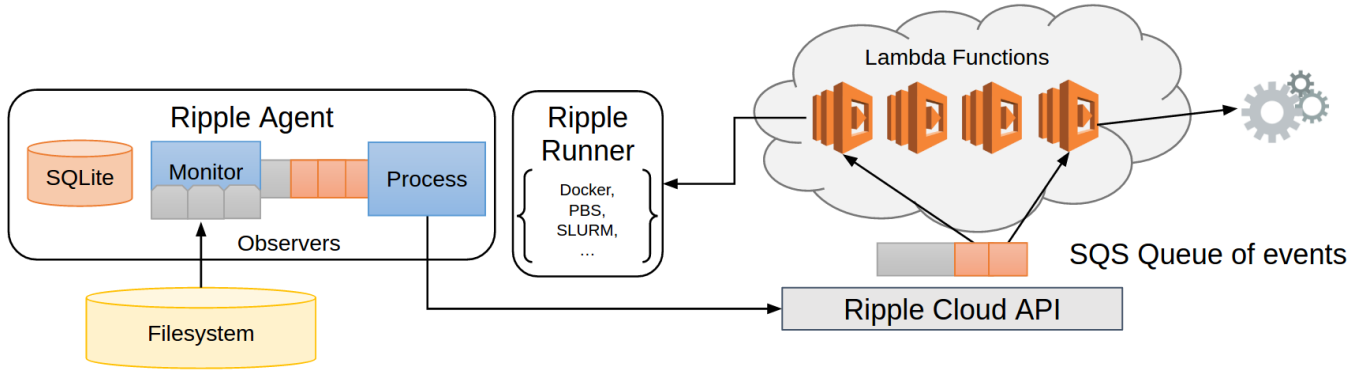 Ripple Agent
SQLite
Monitor
Process
Observers
Filesystem
Ripple
Runner
Docker,
PBS,
SLURM,
...
Lambda Functions
SQS Queue of events
Ripple Cloud API